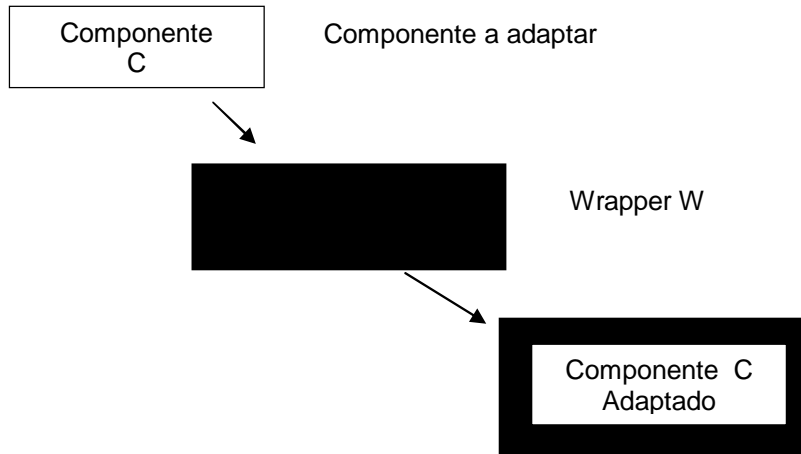 Componente
C
Componente a adaptar
Wrapper W
Componente C
Adaptado